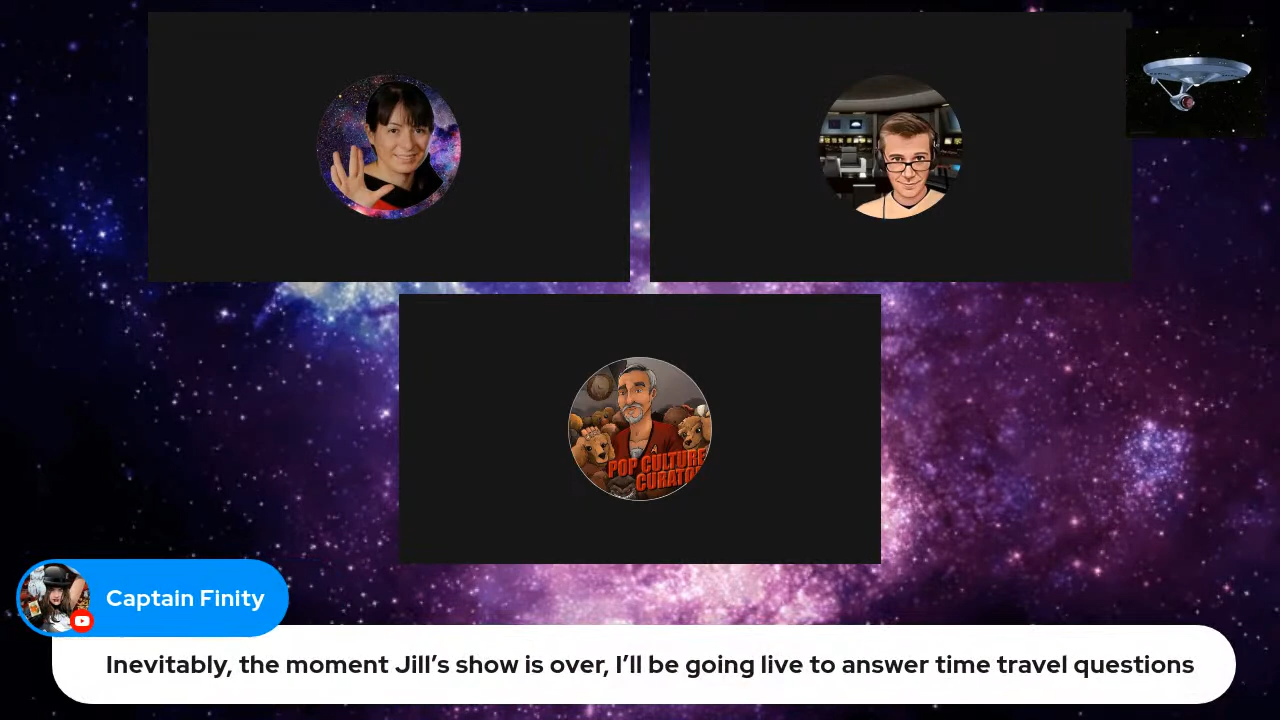 POP CULTURE
CURATO
Captain Finity
Inevitably, the moment Jill’s show is over, I’ll be going live to answer time travel questions